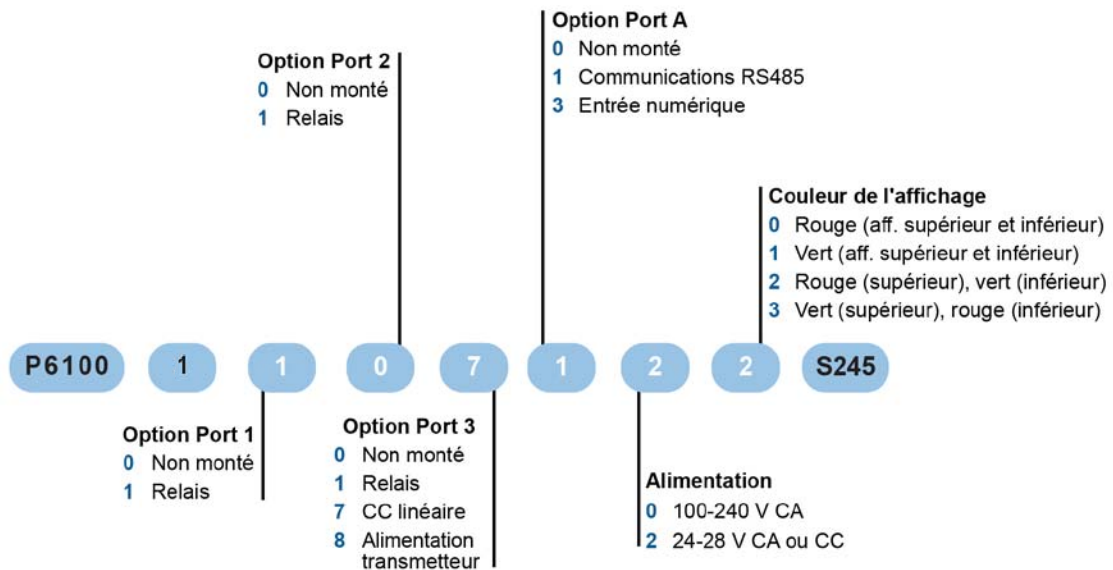 Option Port A
0 Non monté
1 Communications RS485
3 Entrée numérique
Option Port 2
0 Non monté
1 Relais
Couleur de l'affichage
0 Rouge (aff. supérieur et inférieur)
1 Vert (aff. supérieur et inférieur)
2 Rouge (supérieur), vert (inférieur)
3 Vert (supérieur), rouge (inférieur)
P6100 1 1 0 7 1 2 2 S245
Option Port 1
0 Non monté
1 Relais
Option Port 3
0 Non monté
1 Relais
7 CC linéaire
8 Alimentation
transmetteur
Alimentation
0 100-240 V CA
2 24-28 V CA ou CC